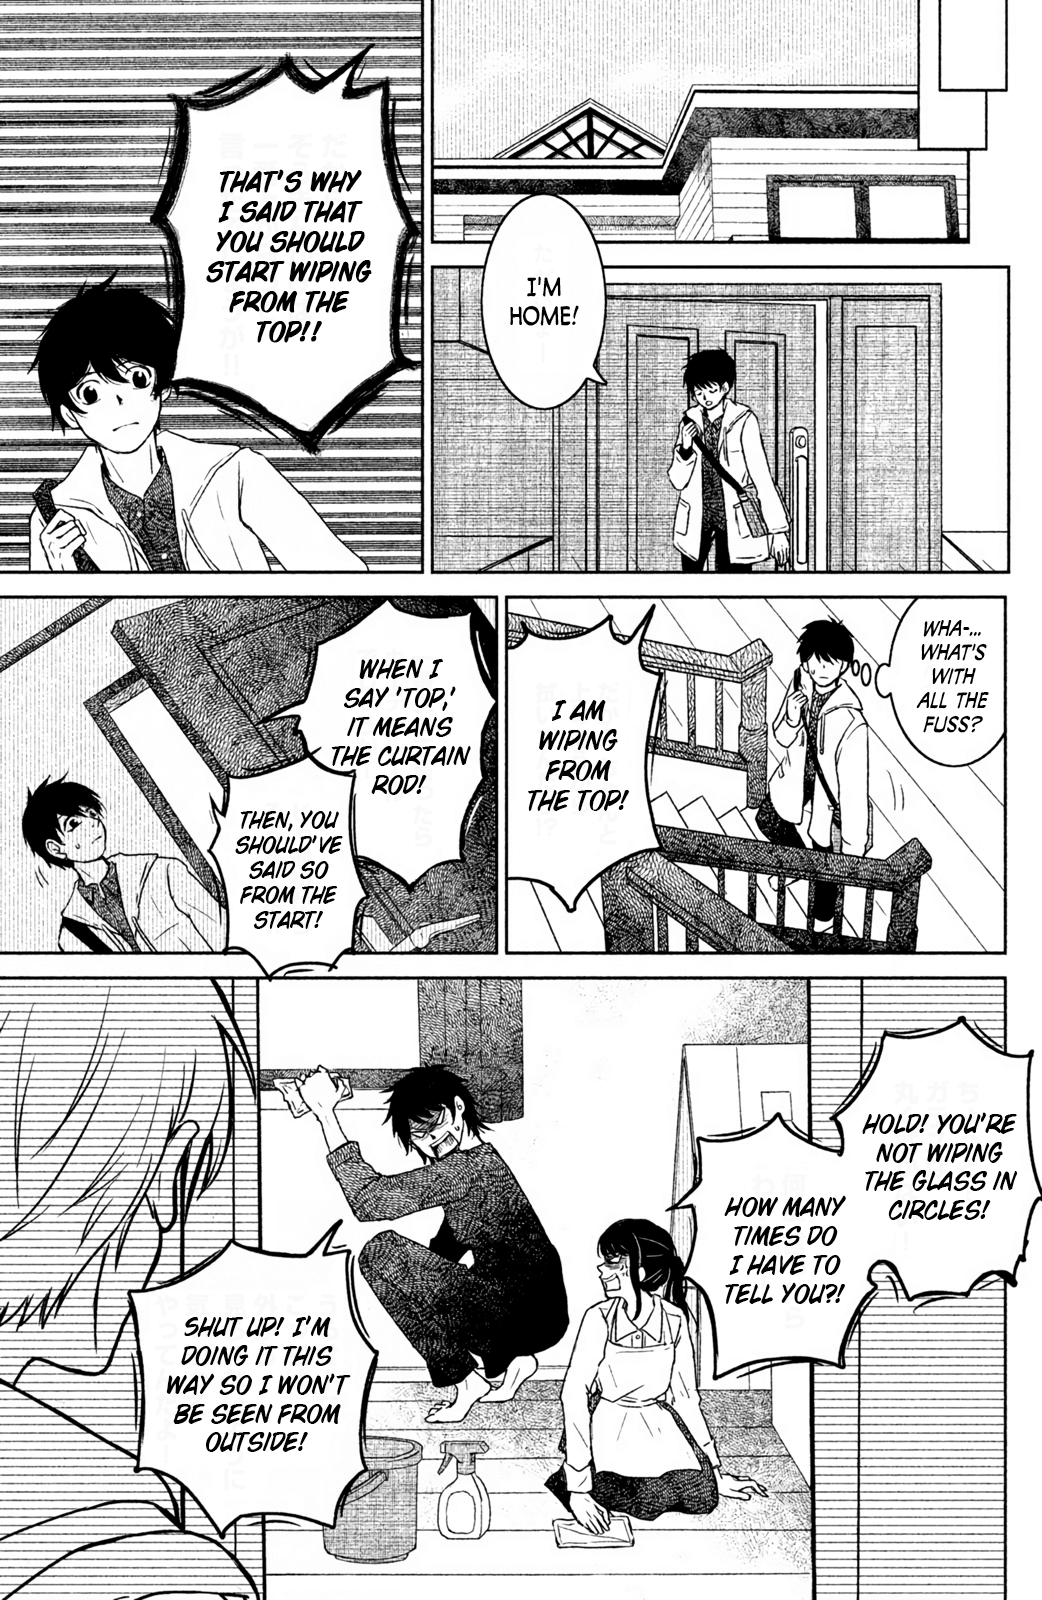 I'M
HOME!
THAT'S WHY
I SAID THAT
YOU SHOULD
START WIPING
FROM THE
TOP!!
WHA-...
WHAT'S
WITH
ALL THE
FUSS?
I AM
WIPING
FROM
THE TOP!
WHEN I
SAY 'TOP,'
IT MEANS
THE CURTAIN
ROD!
THEN, YOU
SHOULD'VE
SAID SO
FROM THE
START!
HOLD! YOU'RE
NOT WIPING
THE GLASS IN
CIRCLES!
HOW MANY
TIMES DO
I HAVE TO
TELL YOU?!
SHUT UP! I'M
DOING IT THIS
WAY SO I WON'T
BE SEEN FROM
OUTSIDE!